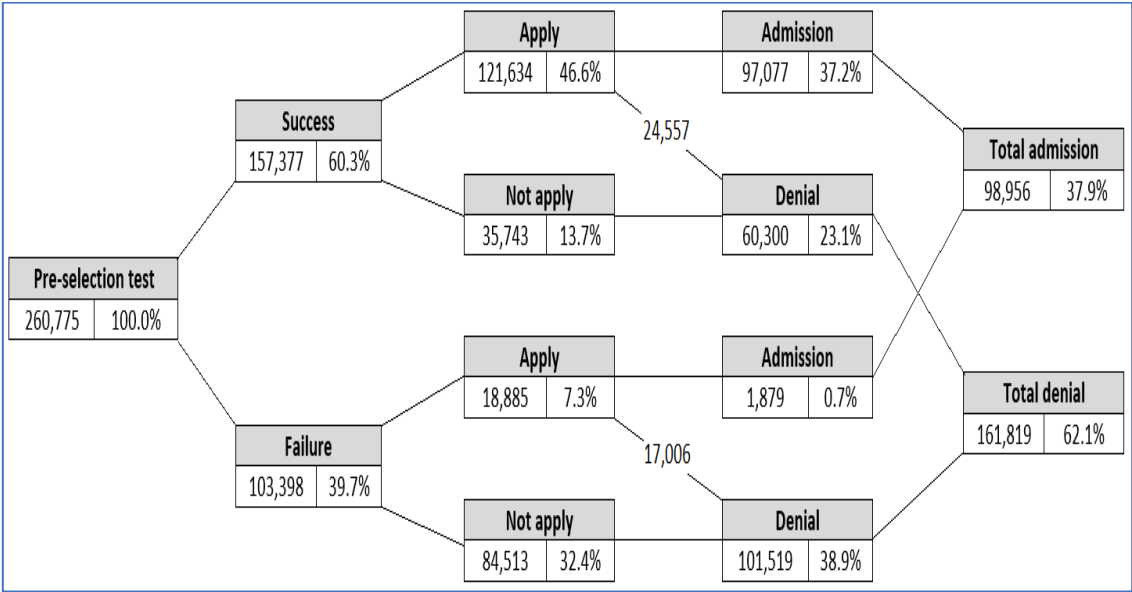 Apply
121,634 46.6%
Admission
97,077 37.2%
24,557
Success
157,377 60.3%
Total admission
98,956 37.9%
Not apply
35,743 13.7%
Denial
60,300 23.1%
Pre-selection test
260,775 100.0%
Apply
18,885 7.3%
Admission
1,879 0.7%
17,006
Total denial
161,819 62.1%
Failure
103,398 39.7%
Not apply
84,513 32.4%
Denial
101,519 38.9%